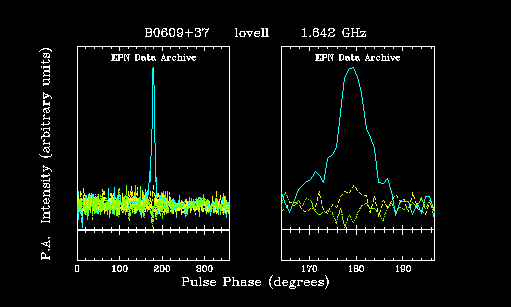 B0609+37 lovell 1.642 GHz
EPN Data Archive EPN Data Archive
P.A. Intensity (arbitrary units)
0 100 200 300 170 180 190
Pulse Phase (degrees)